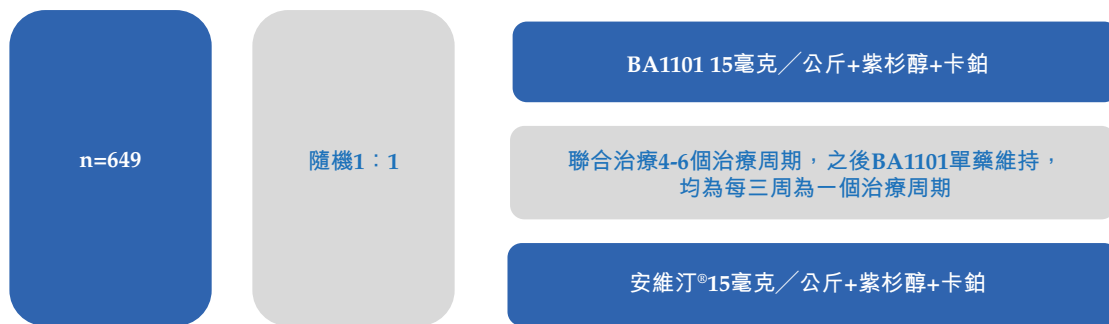 n=649
隨機1：1
BA1101 15毫克／公斤+紫杉醇+卡鉑
聯合治療4-6個治療周期，之後BA1101單藥維持，
均為每三周為一個治療周期
安維汀®15毫克／公斤+紫杉醇+卡鉑